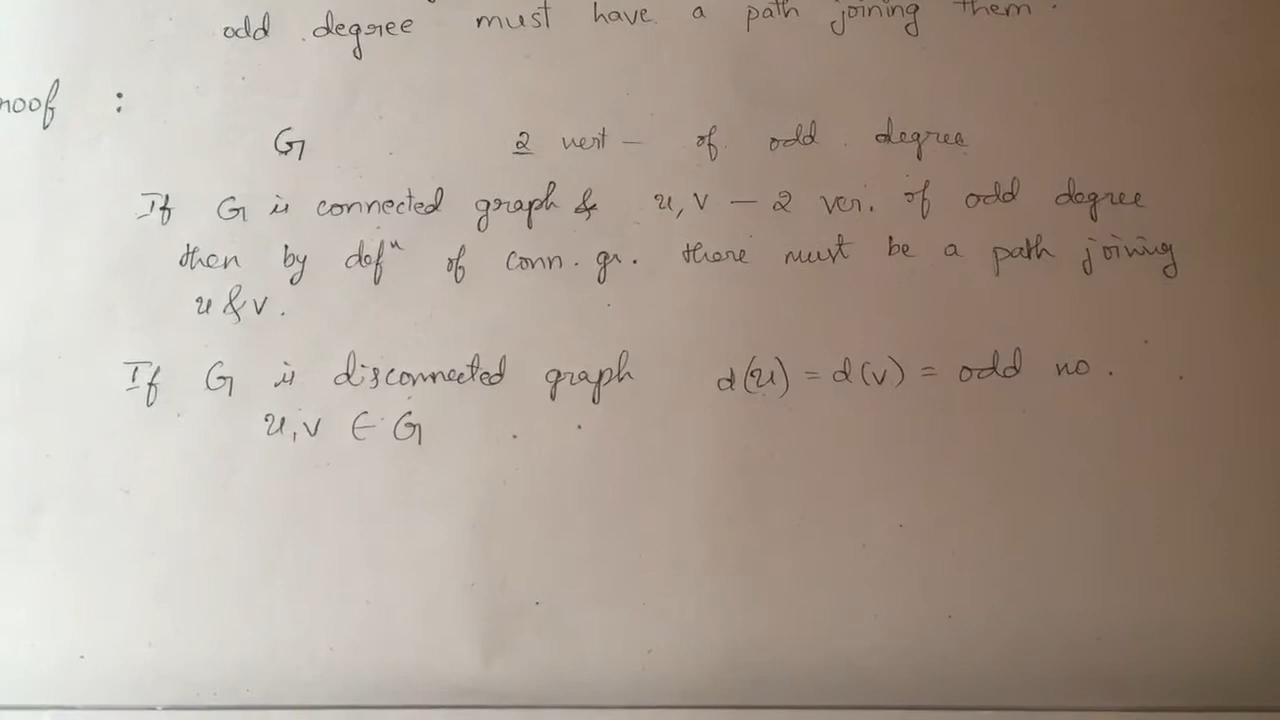 odd degree must have a path joining them.
roof :
G 2 vert - of odd degree
If G is connected graph & u, v - 2 ver. of odd degree
then by defⁿ of conn. gr. there must be a path joining
u & v.
If G is disconnected graph d(u) = d(v) = odd no.
u, v ∈ G